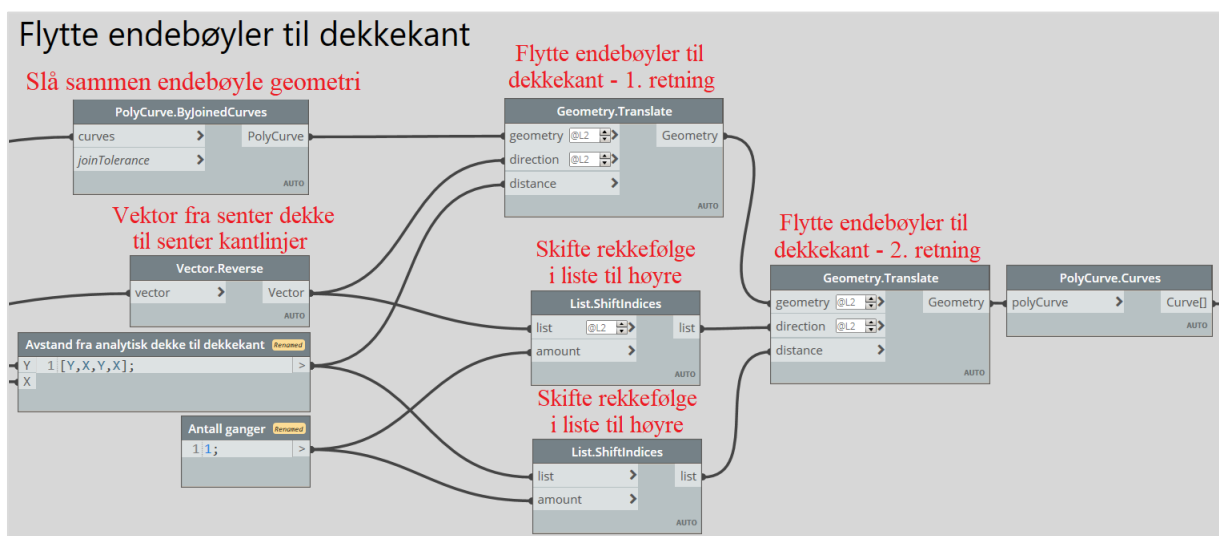 Flytte endebøyler til dekkekant
Slå sammen endebøyle geometri
PolyCurve.ByJoinedCurves
curves > PolyCurve
joinTolerance >
AUTO
Flytte endebøyler til
dekkekant - 1. retning
Geometry.Translate
geometry @L2 > Geometry
direction @L2 >
distance >
AUTO
Vektor fra senter dekke
til senter kantlinjer
Vector.Reverse
vector > Vector
AUTO
Avstand fra analytisk dekke til dekkekant Renamed
Y 1 [Y,X,Y,X]; >
X
Antall ganger Renamed
1 1; >
Skifte rekkefølge
i liste til høyre
List.ShiftIndices
list @L2 > list
amount >
AUTO
Skifte rekkefølge
i liste til høyre
List.ShiftIndices
list > list
amount >
AUTO
Flytte endebøyler til
dekkekant - 2. retning
Geometry.Translate
geometry @L2 > Geometry
direction @L2 >
distance >
AUTO
PolyCurve.Curves
polyCurve > Curve[]
AUTO